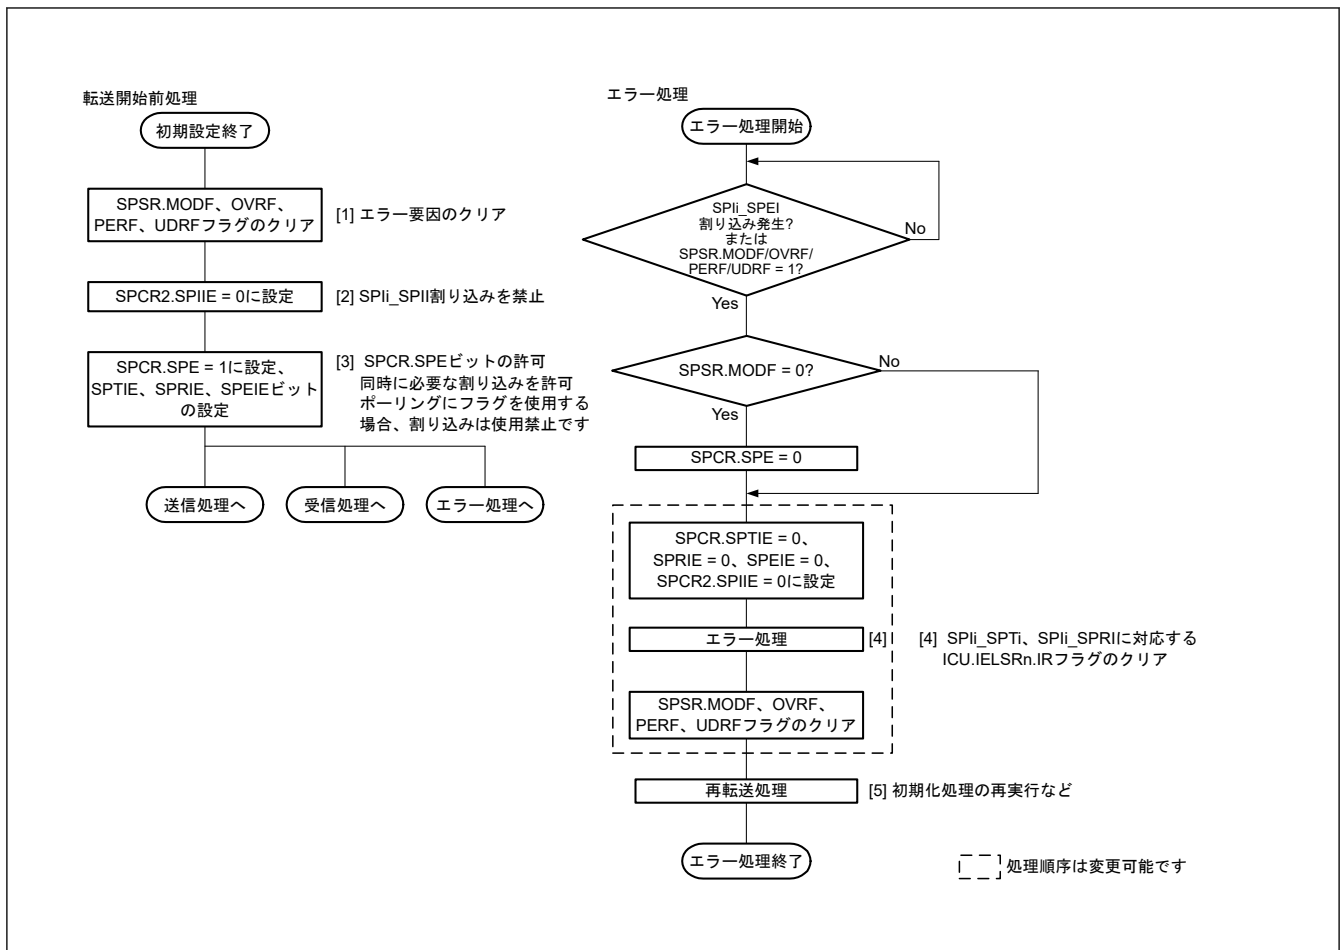 転送開始前処理
初期設定終了
SPSR.MODF、OVRF、
PERF、UDRFフラグのクリア
[1] エラー要因のクリア
SPCR2.SPIIE = 0に設定
[2] SPIi_SPII割り込みを禁止
SPCR.SPE = 1に設定、
SPTIE、SPRIE、SPEIEビット
の設定
[3] SPCR.SPEビットの許可
同時に必要な割り込みを許可
ポーリングにフラグを使用する
場合、割り込みは使用禁止です
送信処理へ
受信処理へ
エラー処理へ
エラー処理
エラー処理開始
SPIi_SPEI
割り込み発生?
または
SPSR.MODF/OVRF/
PERF/UDRF = 1?
No
Yes
SPSR.MODF = 0?
No
Yes
SPCR.SPE = 0
SPCR.SPTIE = 0、
SPRIE = 0、SPEIE = 0、
SPCR2.SPIIE = 0に設定
エラー処理
[4]
[4] SPIi_SPTi、SPIi_SPRIに対応する
ICU.IELSRn.IRフラグのクリア
SPSR.MODF、OVRF、
PERF、UDRFフラグのクリア
再転送処理
[5] 初期化処理の再実行など
エラー処理終了
処理順序は変更可能です